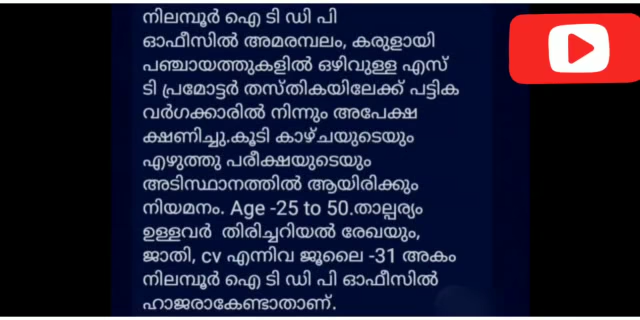 നിലമ്പൂർ ഐ ടി ഡി പി
ഓഫീസിൽ അമരമ്പലം, കരുളായി
പഞ്ചായത്തുകളിൽ ഒഴിവുള്ള എസ്
ടി പ്രമോട്ടർ തസ്തികയിലേക്ക് പട്ടിക
വർഗക്കാരിൽ നിന്നും അപേക്ഷ
ക്ഷണിച്ചു.കൂടി കാഴ്ചയുടെയും
എഴുത്തു പരീക്ഷയുടെയും
അടിസ്ഥാനത്തിൽ ആയിരിക്കും
നിയമനം. Age -25 to 50.താല്പര്യം
ഉള്ളവർ തിരിച്ചറിയൽ രേഖയും,
ജാതി, cv എന്നിവ ജൂലൈ -31 അകം
നിലമ്പൂർ ഐ ടി ഡി പി ഓഫീസിൽ
ഹാജരാകേണ്ടാതാണ്.